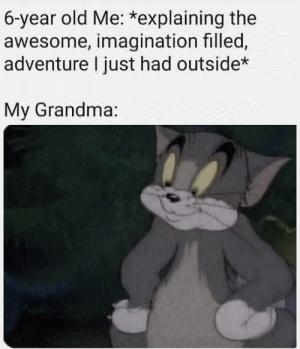 6-year old Me: *explaining the
awesome, imagination filled,
adventure I just had outside*
My Grandma: